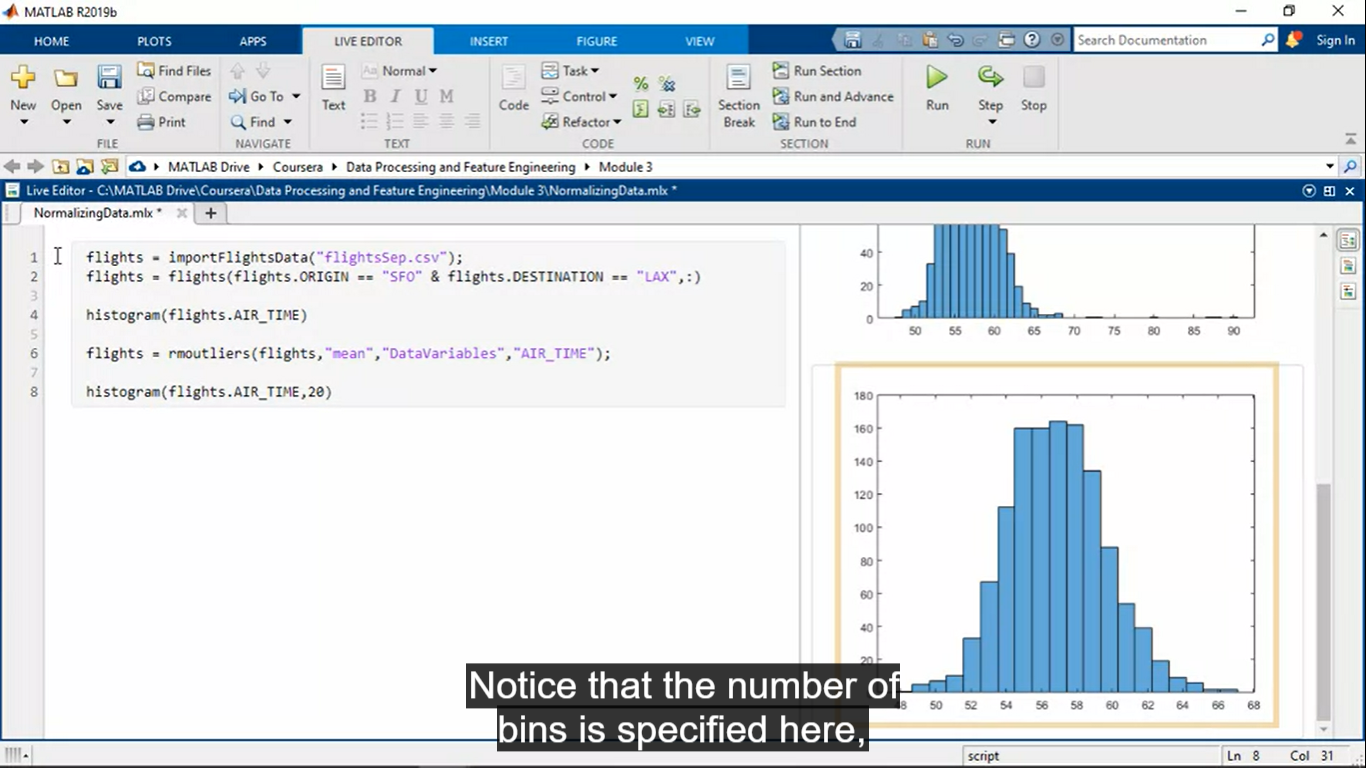 MATLAB R2019b
HOME PLOTS APPS LIVE EDITOR INSERT FIGURE VIEW Search Documentation Sign In
New Open Save Find Files Compare Print Go To Find
Text Normal B I U M
Code Task Control Refactor
Section Break Run Section Run and Advance Run to End
Run Step Stop
FILE NAVIGATE TEXT CODE SECTION RUN
MATLAB Drive Coursera Data Processing and Feature Engineering Module 3
Live Editor - C:\MATLAB Drive\Coursera\Data Processing and Feature Engineering\Module 3\NormalizingData.mlx *
NormalizingData.mlx *
1 flights = importFlightsData("flightsSep.csv");
2 flights = flights(flights.ORIGIN == "SFO" & flights.DESTINATION == "LAX",:)
3
4 histogram(flights.AIR_TIME)
5
6 flights = rmoutliers(flights,"mean","DataVariables","AIR_TIME");
7
8 histogram(flights.AIR_TIME,20)
40
20
0
50 55 60 65 70 75 80 85 90
180
160
140
120
100
80
60
40
20
50 52 54 56 58 60 62 64 66 68
Notice that the number of
bins is specified here,
script Ln 8 Col 31